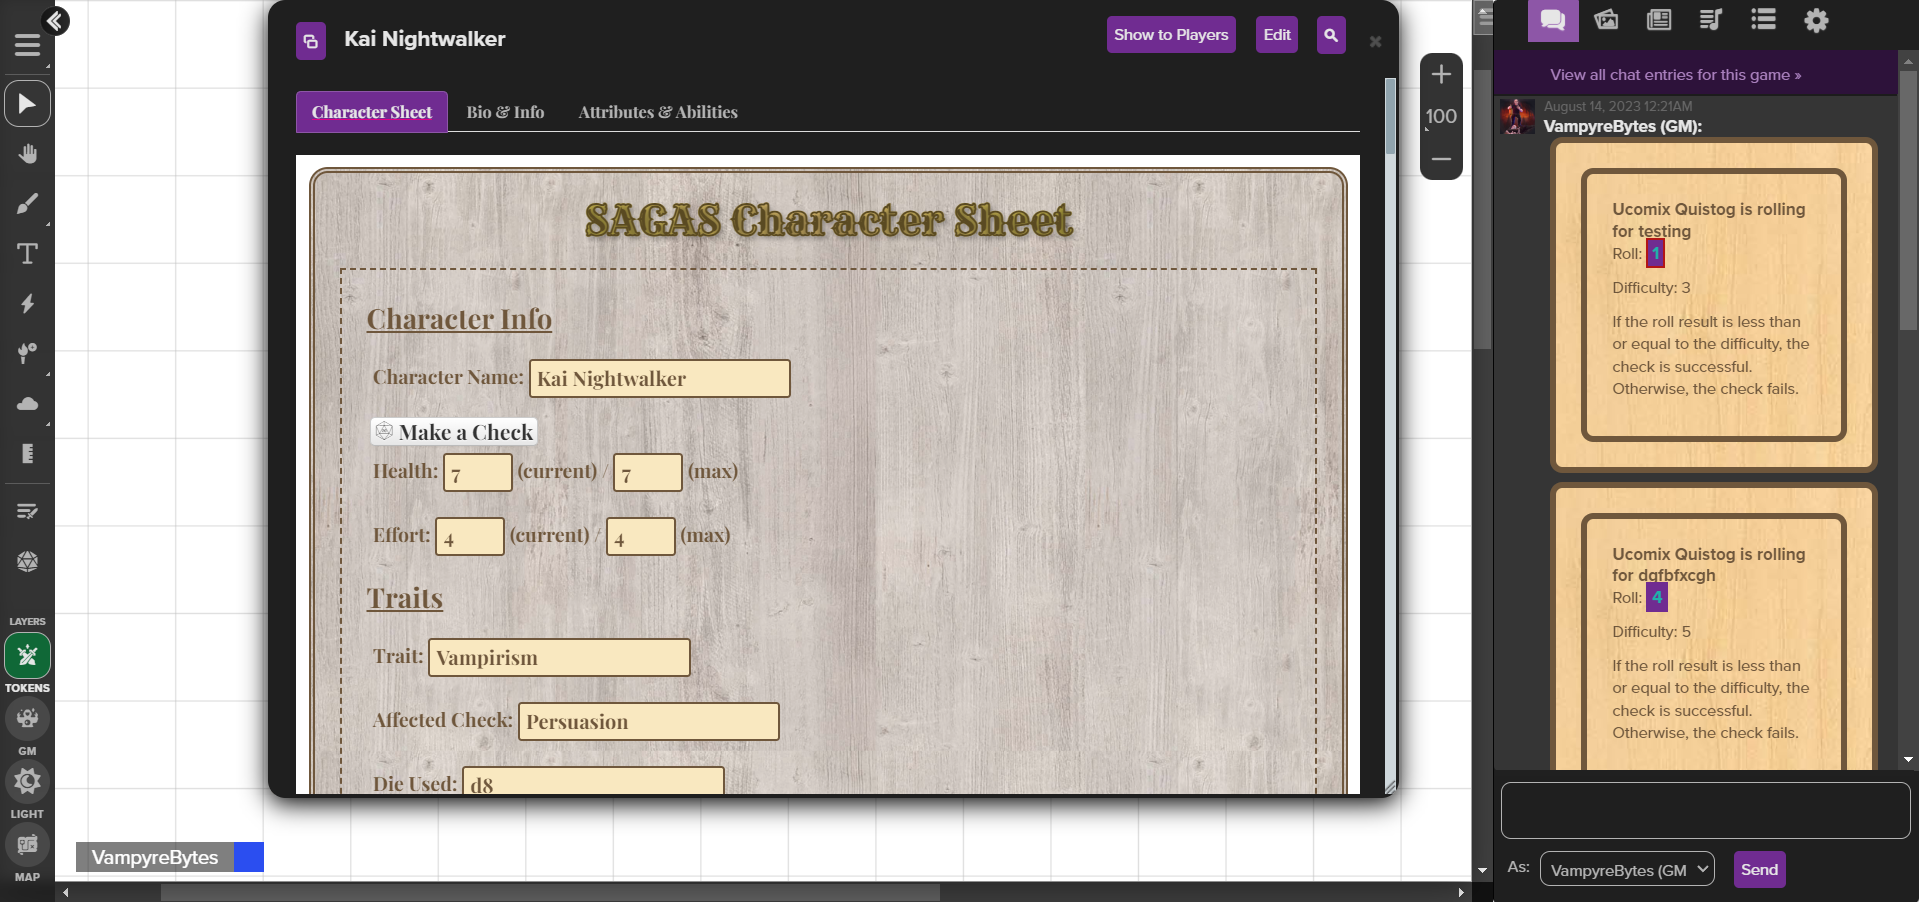 Kai Nightwalker
Show to Players
Edit
Character Sheet
Bio & Info
Attributes & Abilities
SAGAS Character Sheet
Character Info
Character Name: Kai Nightwalker
Make a Check
Health: 7 (current) / 7 (max)
Effort: 4 (current) / 4 (max)
Traits
Trait: Vampirism
Affected Check: Persuasion
Die Used: d8
100
LAYERS
TOKENS
GM
LIGHT
MAP
VampyreBytes
View all chat entries for this game »
August 14, 2023 12:21AM
VampyreBytes (GM):
Ucomix Quistog is rolling
for testing
Roll: 1
Difficulty: 3
If the roll result is less than
or equal to the difficulty, the
check is successful.
Otherwise, the check fails.
Ucomix Quistog is rolling
for dgfbfxcgh
Roll: 4
Difficulty: 5
If the roll result is less than
or equal to the difficulty, the
check is successful.
Otherwise, the check fails.
As: VampyreBytes (GM
Send